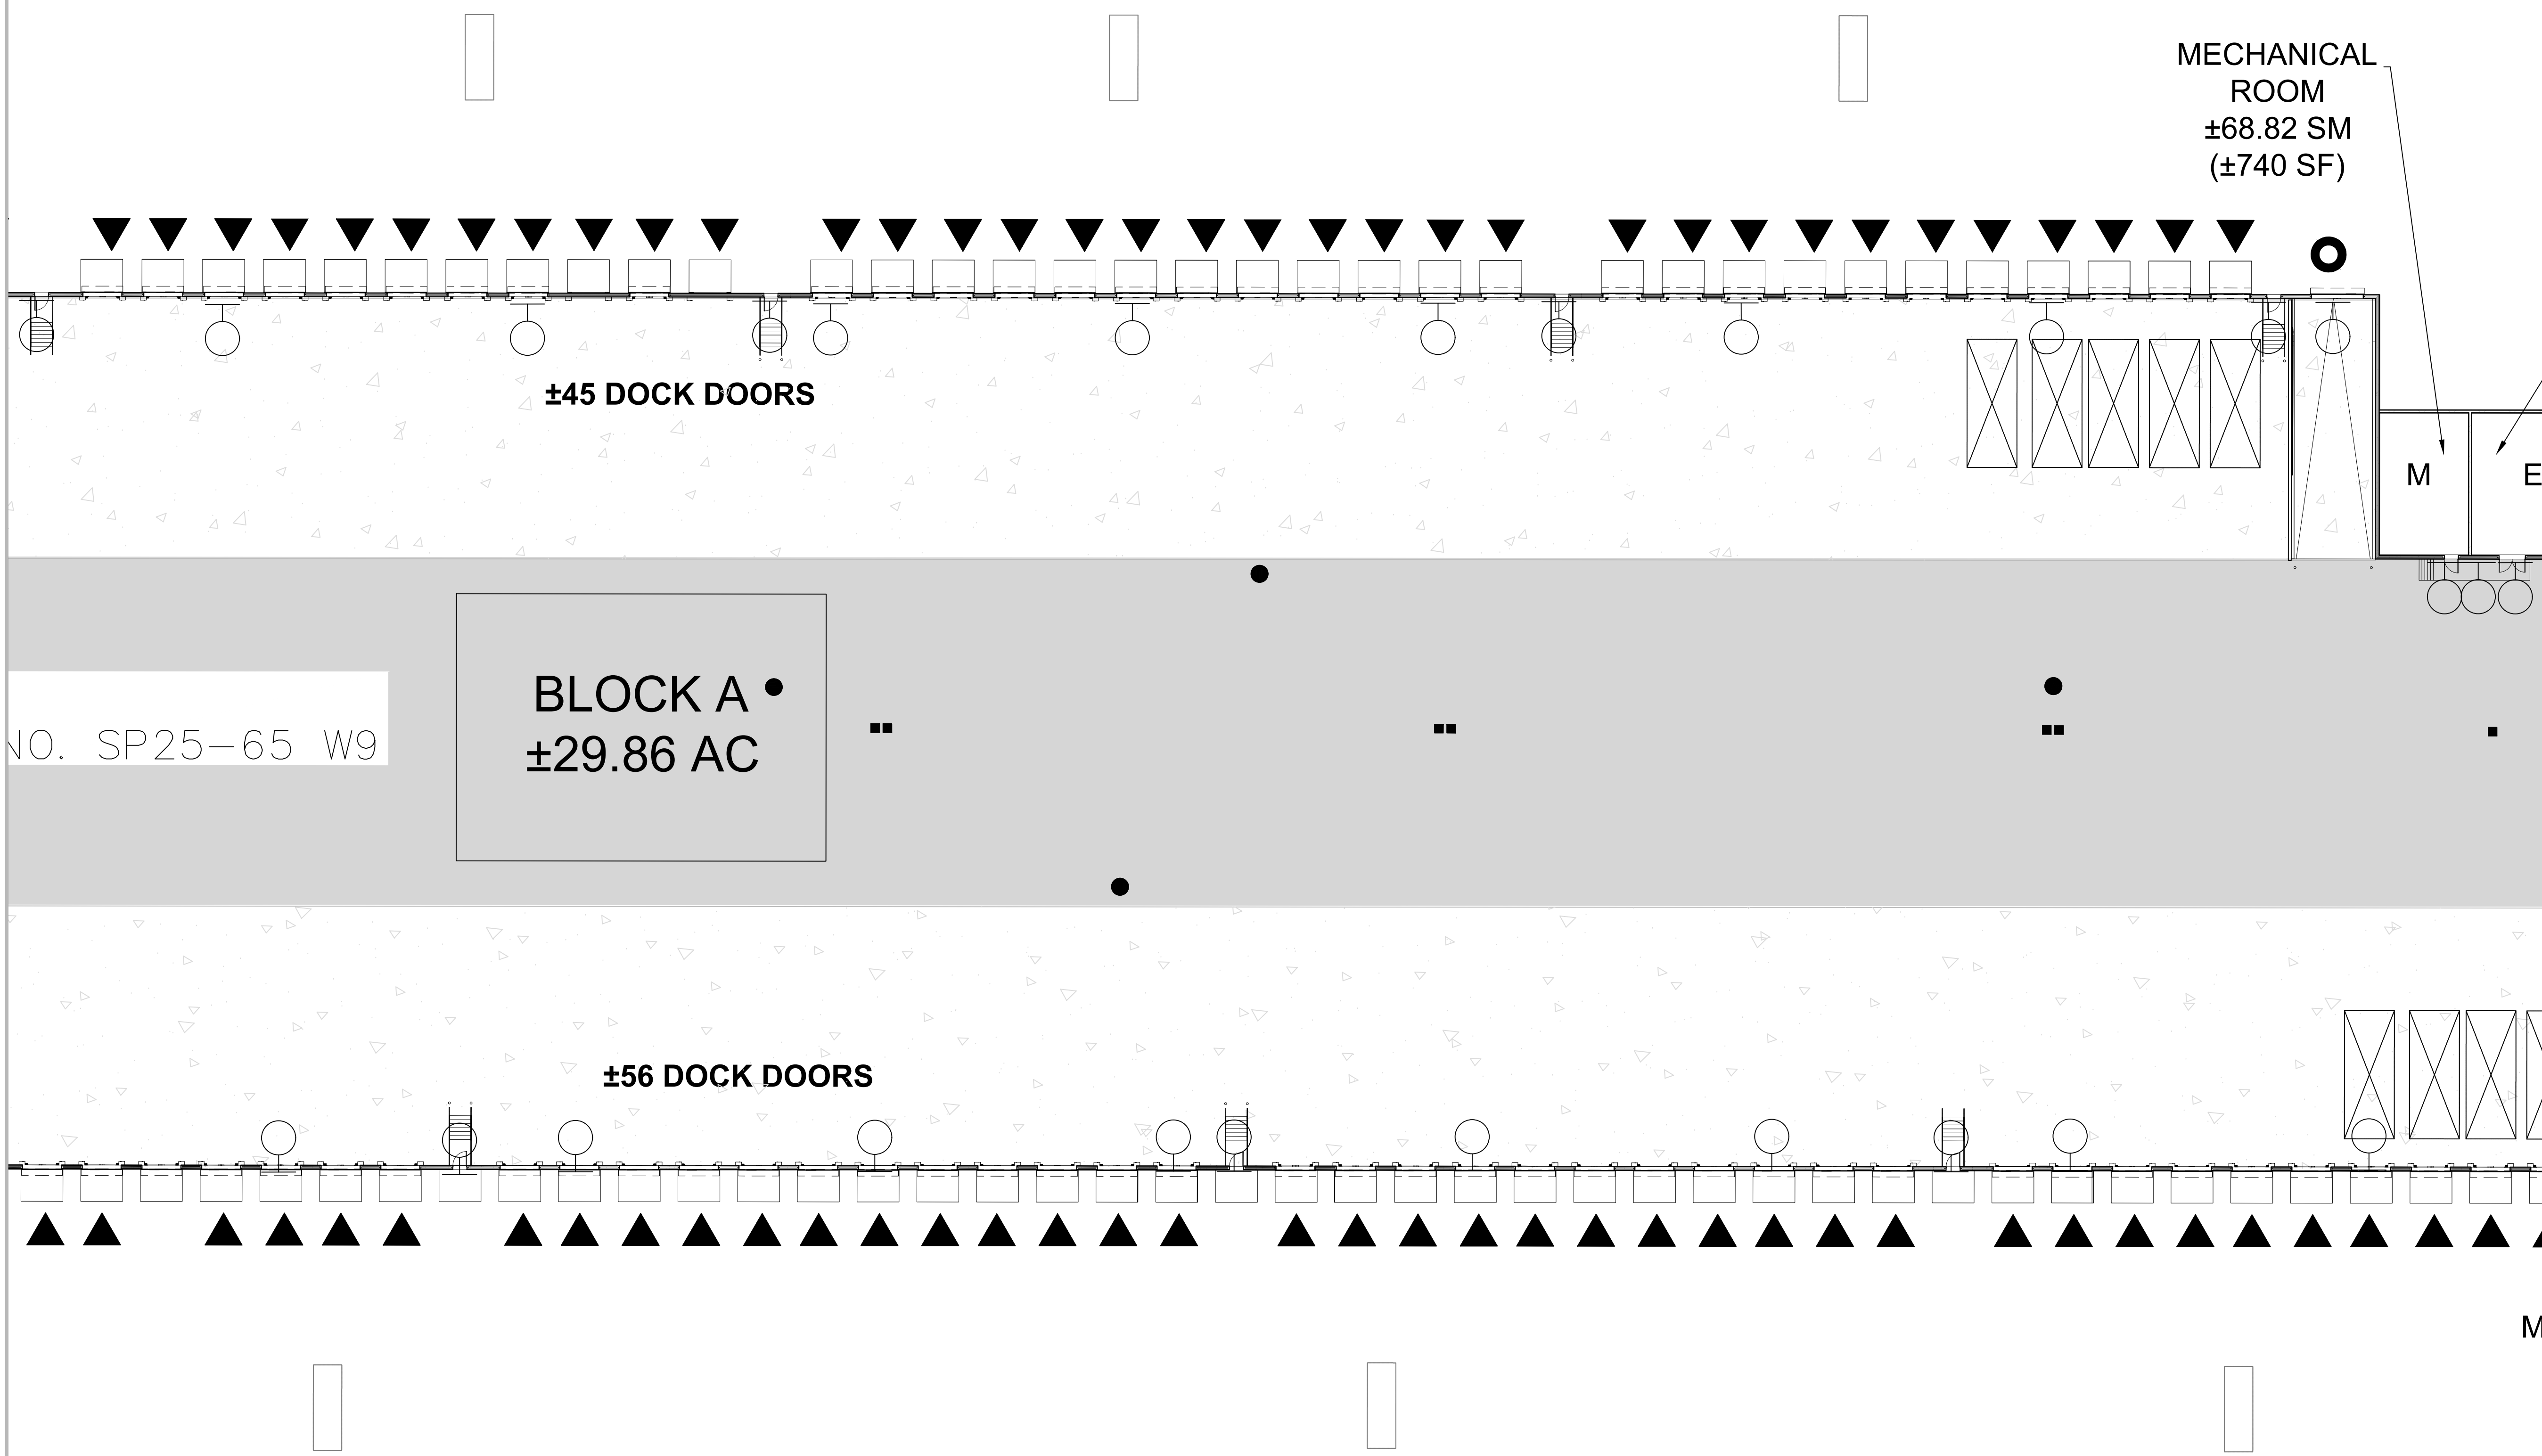 MECHANICAL
ROOM
±68.82 SM
(±740 SF)
±45 DOCK DOORS
M
E
BLOCK A
±29.86 AC
NO. SP25-65 W9
±56 DOCK DOORS
M